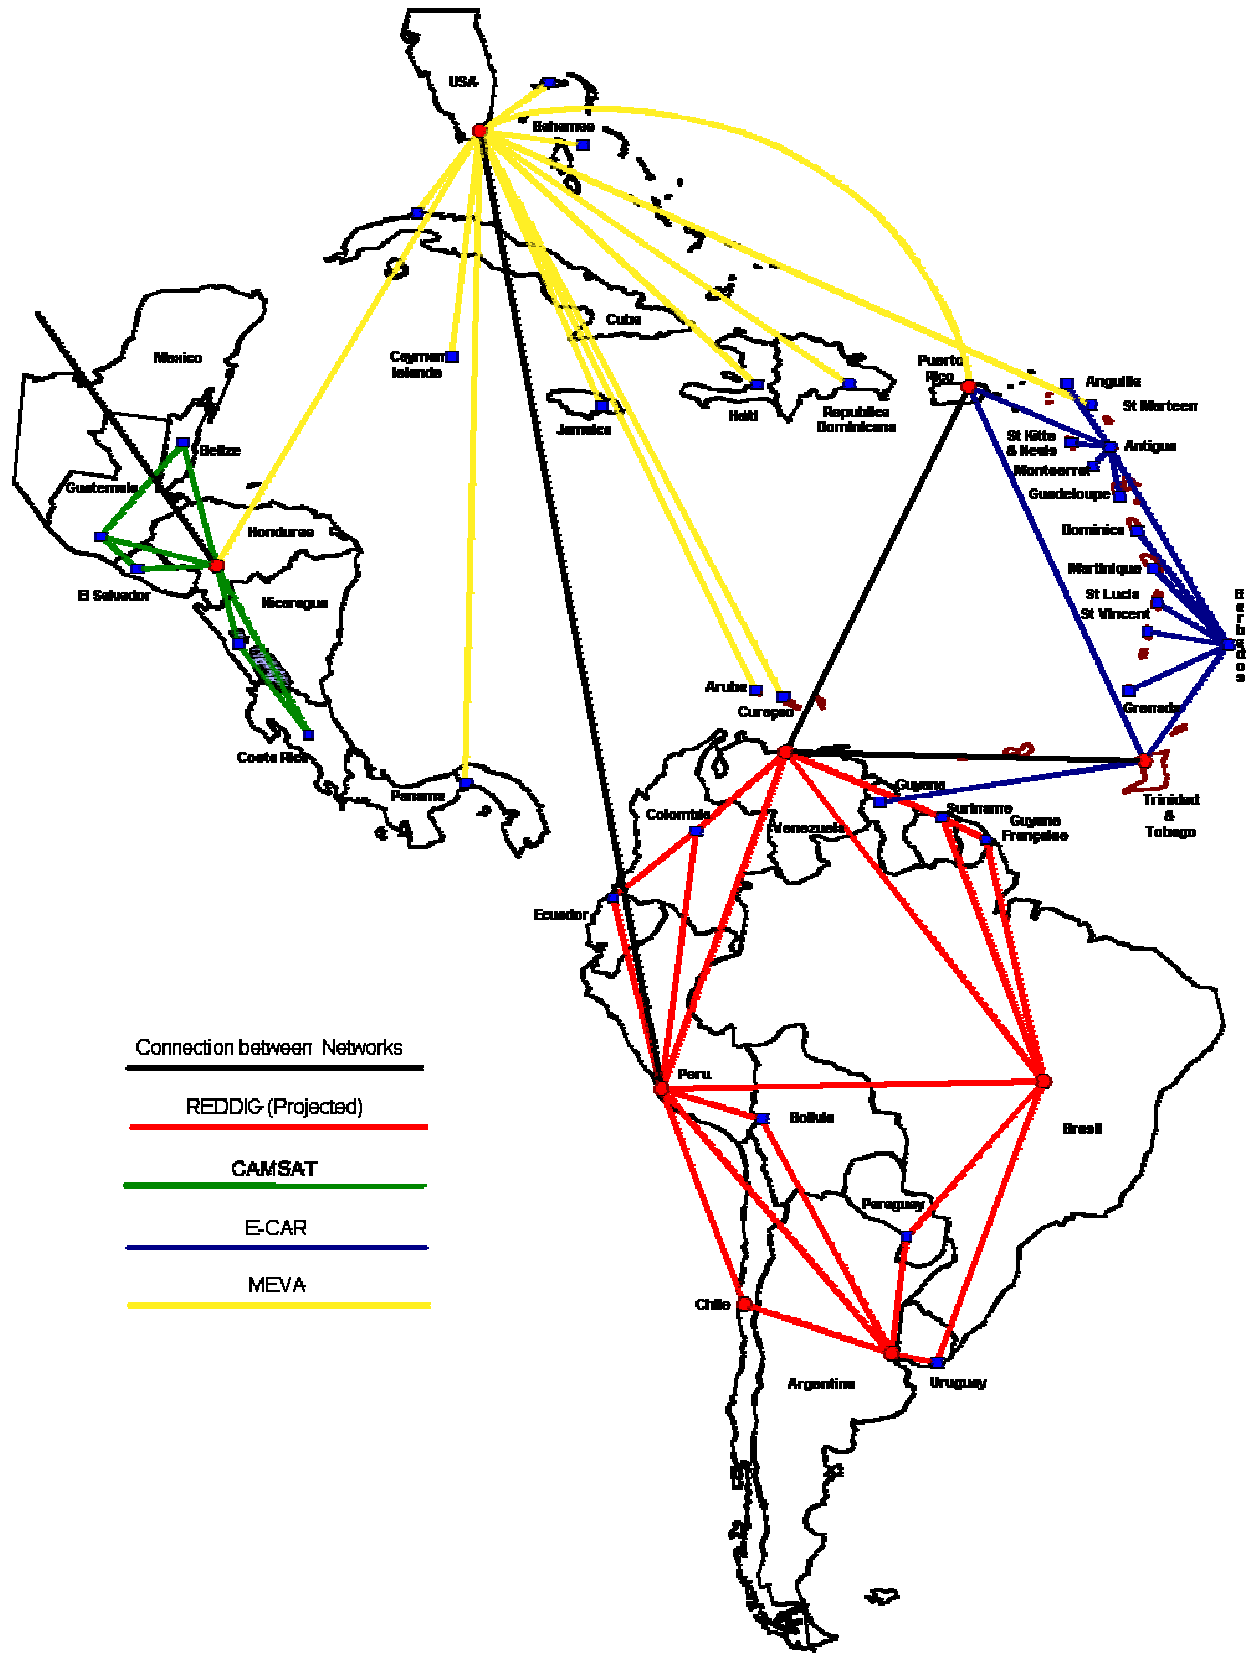 USA
Bahamas
Cuba
Mexico
Cayman
Islands
Puerto
Rico
Anguilla
St Marteen
Haiti
Republica
Dominicana
Jamaica
St Kitts
& Nevis
Antigua
Montserrat
Guadeloupe
Belize
Guatemala
Honduras
Dominica
Martinique
El Salvador
Nicaragua
St Lucia
St Vincent
Barbados
Aruba
Curaçao
Grenada
Costa Rica
Panama
Guyana
Trinidad
&
Tobago
Colombia
Venezuela
Suriname
Guyane
Française
Ecuador
Connection between Networks
Peru
REDDIG (Projected)
Bolivia
Brasil
CAMSAT
Paraguay
E-CAR
MEVA
Chile
Argentina
Uruguay